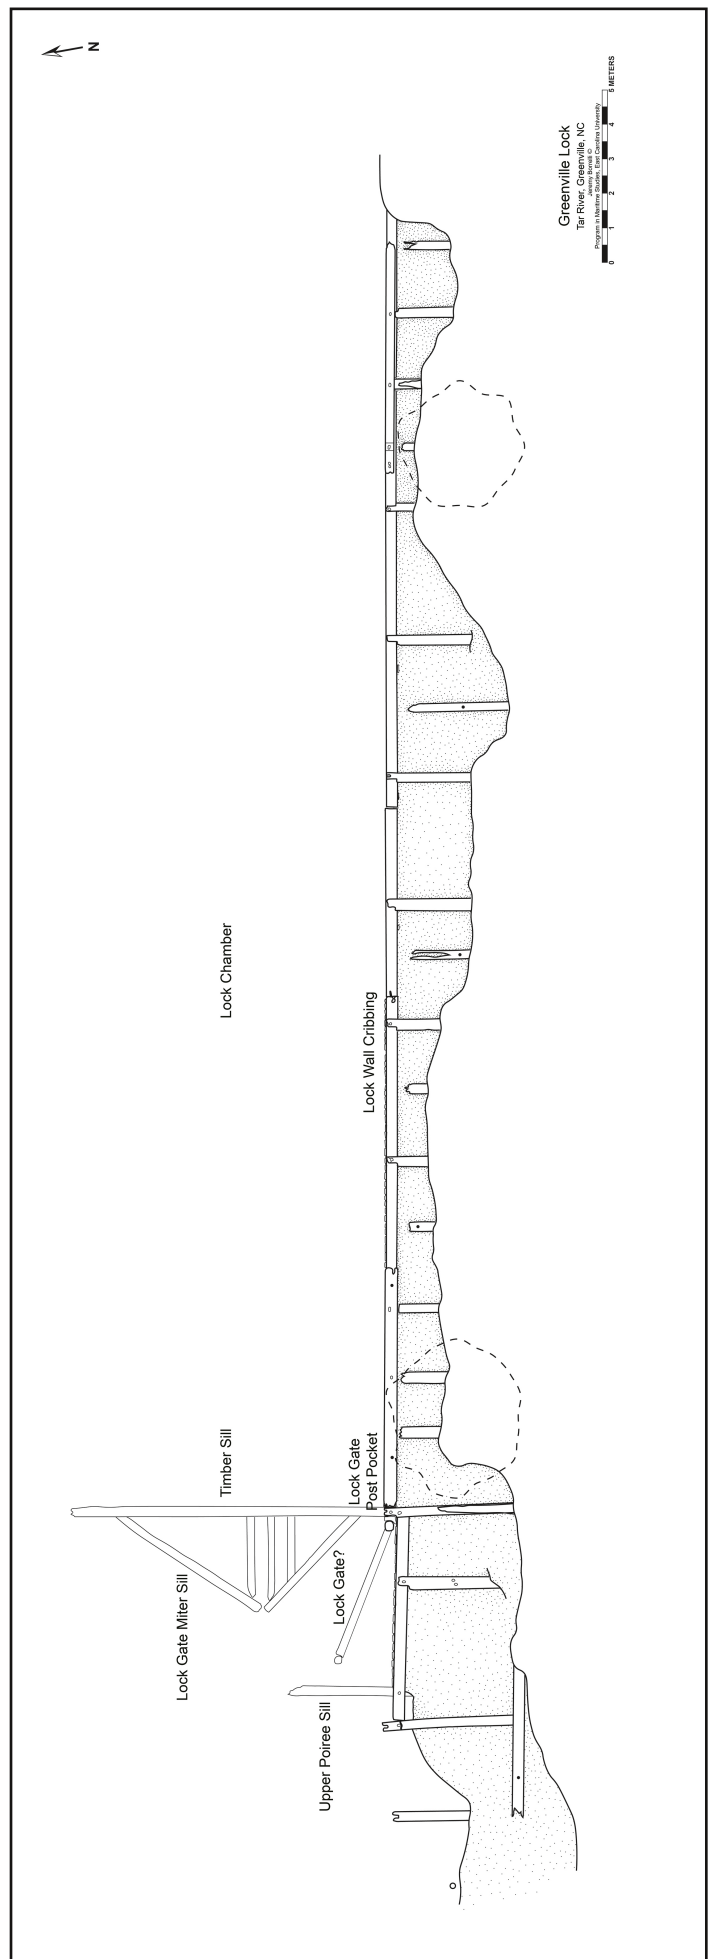 N
Greenville Lock
Tar River, Greenville, NC
Jeremy Borrelli ©
Program in Maritime Studies, East Carolina University
0 1 2 3 4 5 METERS
Lock Chamber
Lock Wall Cribbing
Timber Sill
Lock Gate
Post Pocket
Lock Gate Miter Sill
Lock Gate?
Upper Poiree Sill